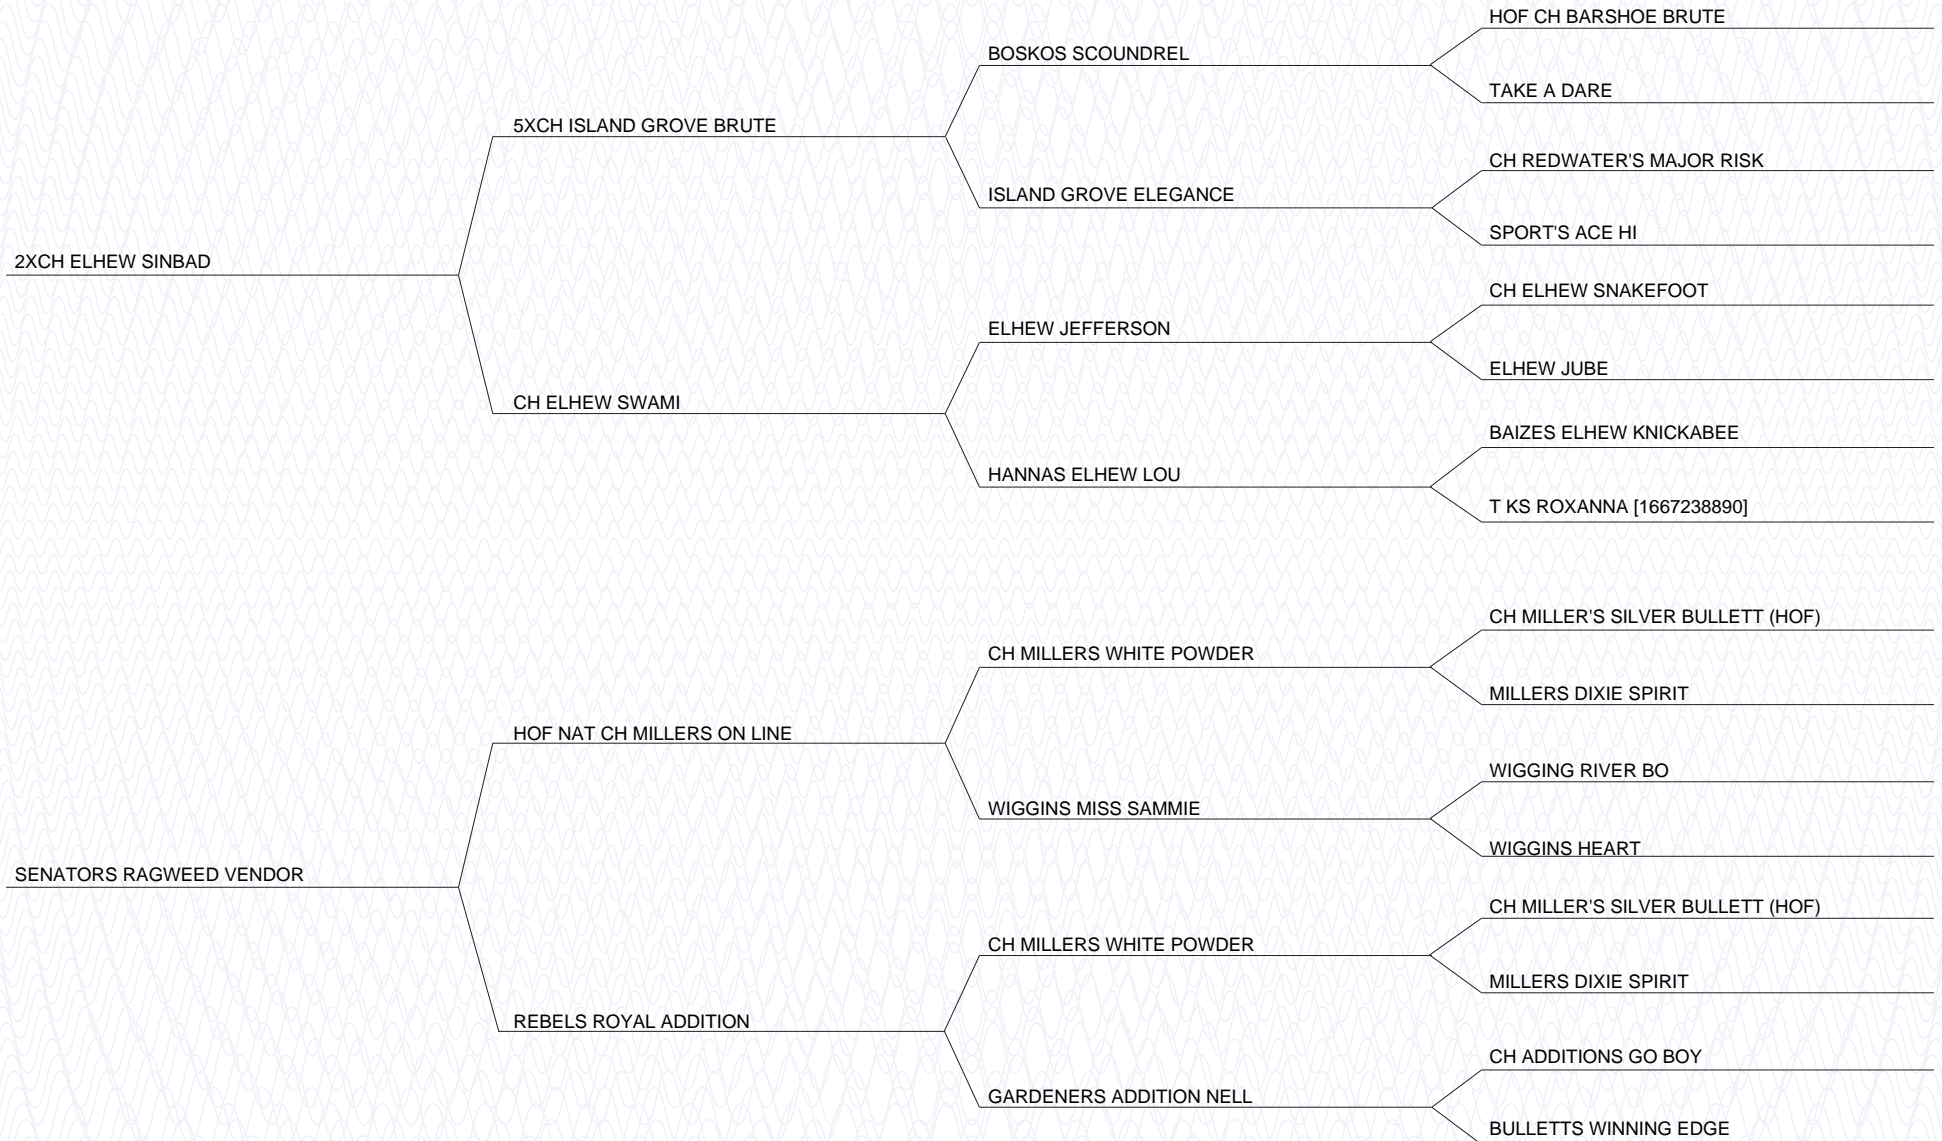 HOF CH BARSHOE BRUTE
BOSKOS SCOUNDREL
TAKE A DARE
5XCH ISLAND GROVE BRUTE
CH REDWATER'S MAJOR RISK
ISLAND GROVE ELEGANCE
SPORT'S ACE HI
2XCH ELHEW SINBAD
CH ELHEW SNAKEFOOT
ELHEW JEFFERSON
ELHEW JUBE
CH ELHEW SWAMI
BAIZES ELHEW KNICKABEE
HANNAS ELHEW LOU
T KS ROXANNA [1667238890]
CH MILLER'S SILVER BULLETT (HOF)
CH MILLERS WHITE POWDER
MILLERS DIXIE SPIRIT
HOF NAT CH MILLERS ON LINE
WIGGING RIVER BO
WIGGINS MISS SAMMIE
WIGGINS HEART
SENATORS RAGWEED VENDOR
CH MILLER'S SILVER BULLETT (HOF)
CH MILLERS WHITE POWDER
MILLERS DIXIE SPIRIT
REBELS ROYAL ADDITION
CH ADDITIONS GO BOY
GARDENERS ADDITION NELL
BULLETTS WINNING EDGE